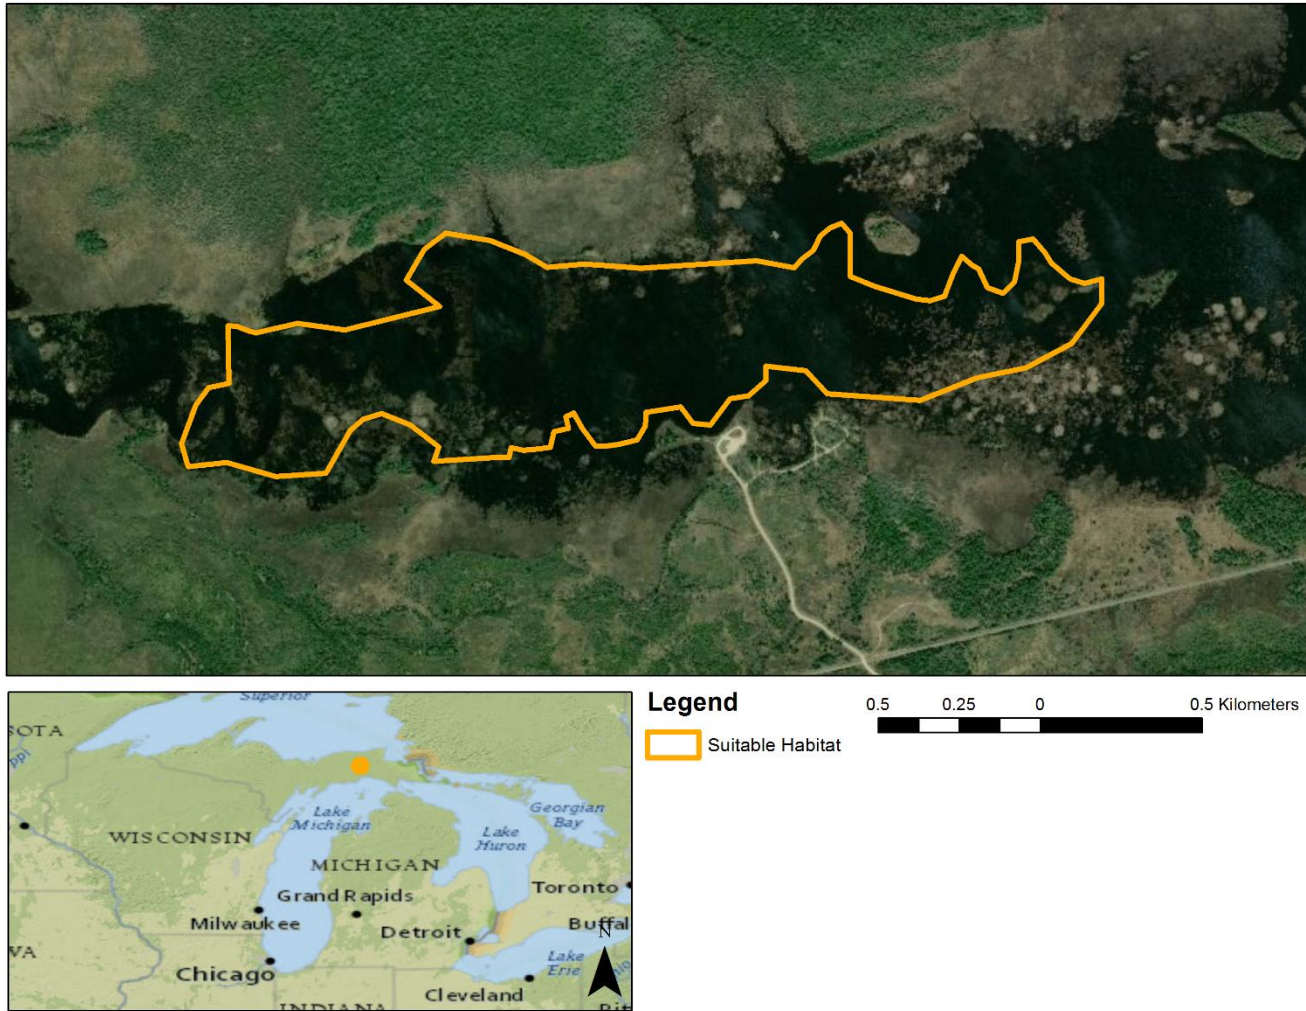 Superior
SOTA
ppi
Lake
Michigan
Georgian
Bay
WISCONSIN
Lake
Huron
MICHIGAN
Grand Rapids
Toronto
Milwaukee
Detroit
Buffal
VA
Chicago
Lake
Erie
Cleveland
INDIANA
N
Legend
Suitable Habitat
0.5 0.25 0 0.5 Kilometers